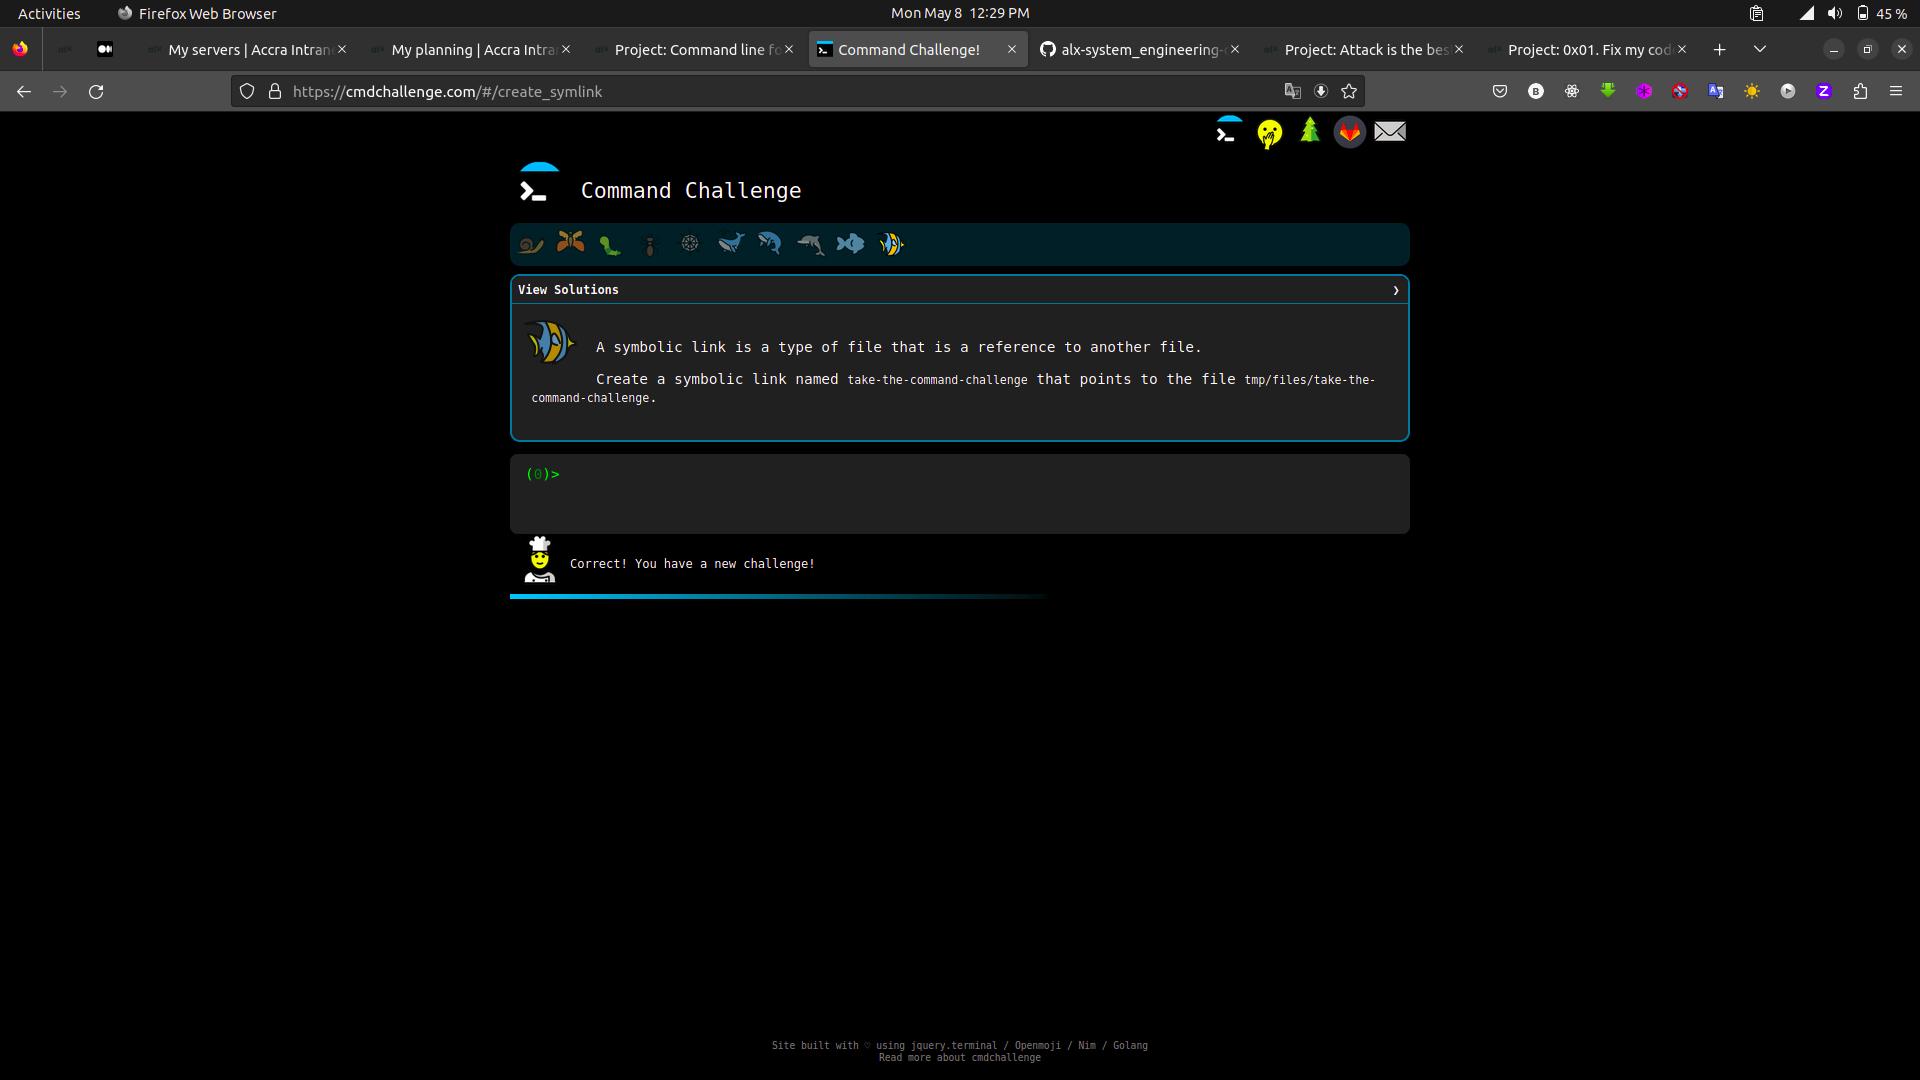 Activities
Firefox Web Browser
Mon May 8 12:29 PM
45 %
My servers | Accra Intran
My planning | Accra Intra
Project: Command line fo
Command Challenge!
alx-system_engineering-
Project: Attack is the bes
Project: 0x01. Fix my cod
https://cmdchallenge.com/#/create_symlink
Command Challenge
View Solutions
A symbolic link is a type of file that is a reference to another file.
Create a symbolic link named take-the-command-challenge that points to the file tmp/files/take-the-
command-challenge.
(0)>
Correct! You have a new challenge!
Site built with ♡ using jquery.terminal / Openmoji / Nim / Golang
Read more about cmdchallenge